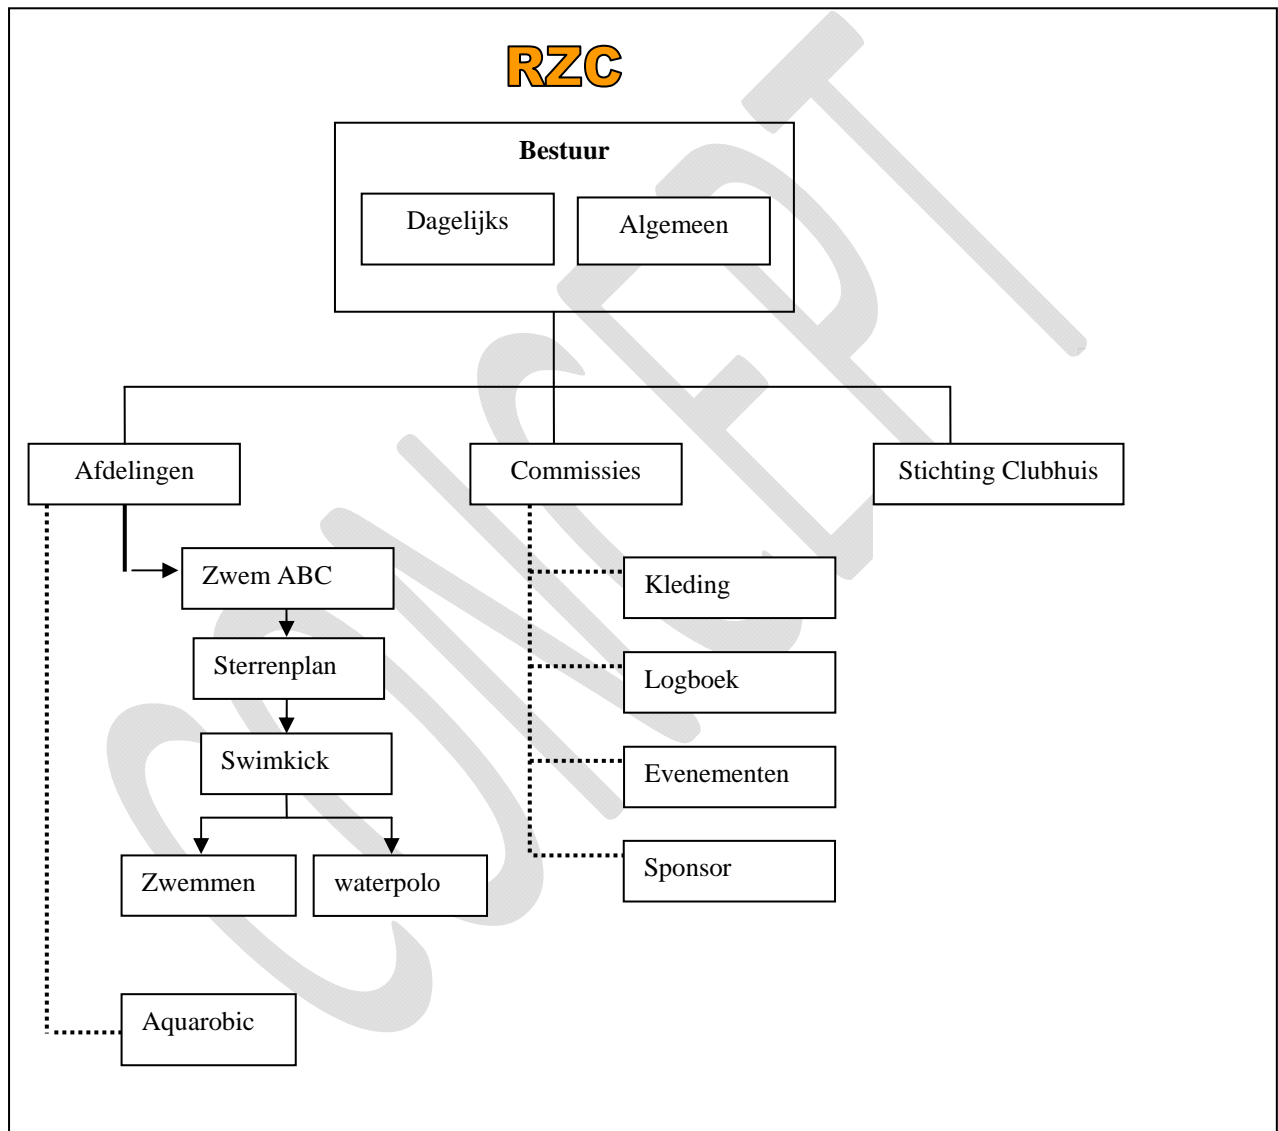 RZC
Bestuur
Dagelijks
Algemeen
Afdelingen
Commissies
Stichting Clubhuis
Zwem ABC
Sterrenplan
Swimkick
Zwemmen
waterpolo
Aquarobic
Kleding
Logboek
Evenementen
Sponsor
CONCEPT